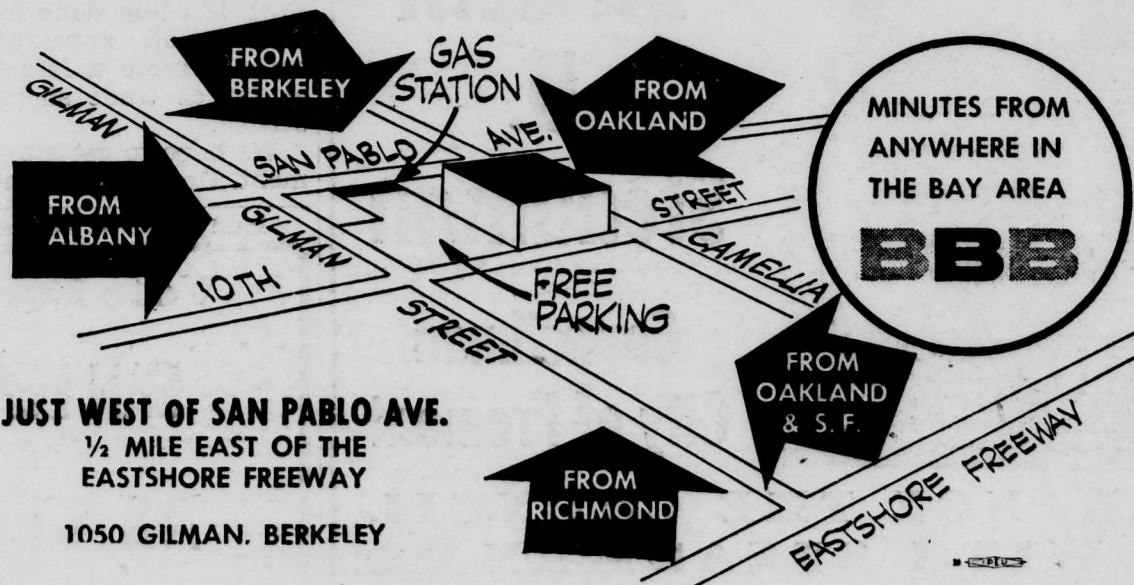 FROM
BERKELEY
GAS
STATION
FROM
OAKLAND
GILMAN
SAN PABLO AVE.
MINUTES FROM
ANYWHERE IN
THE BAY AREA
BBB
FROM
ALBANY
GILMAN STREET
10TH STREET
CAMELLIA
FREE
PARKING
FROM
OAKLAND
& S.F.
JUST WEST OF SAN PABLO AVE.
½ MILE EAST OF THE
EASTSHORE FREEWAY
1050 GILMAN, BERKELEY
FROM
RICHMOND
EASTSHORE FREEWAY